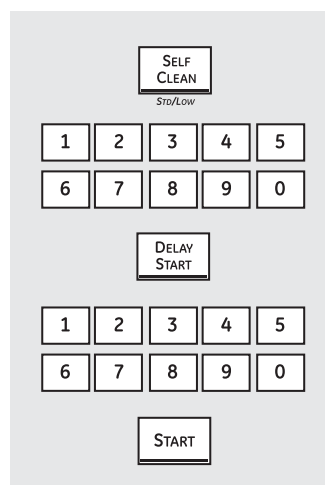 SELF
CLEAN
STD/LOW
1 2 3 4 5
6 7 8 9 0
DELAY
START
1 2 3 4 5
6 7 8 9 0
START